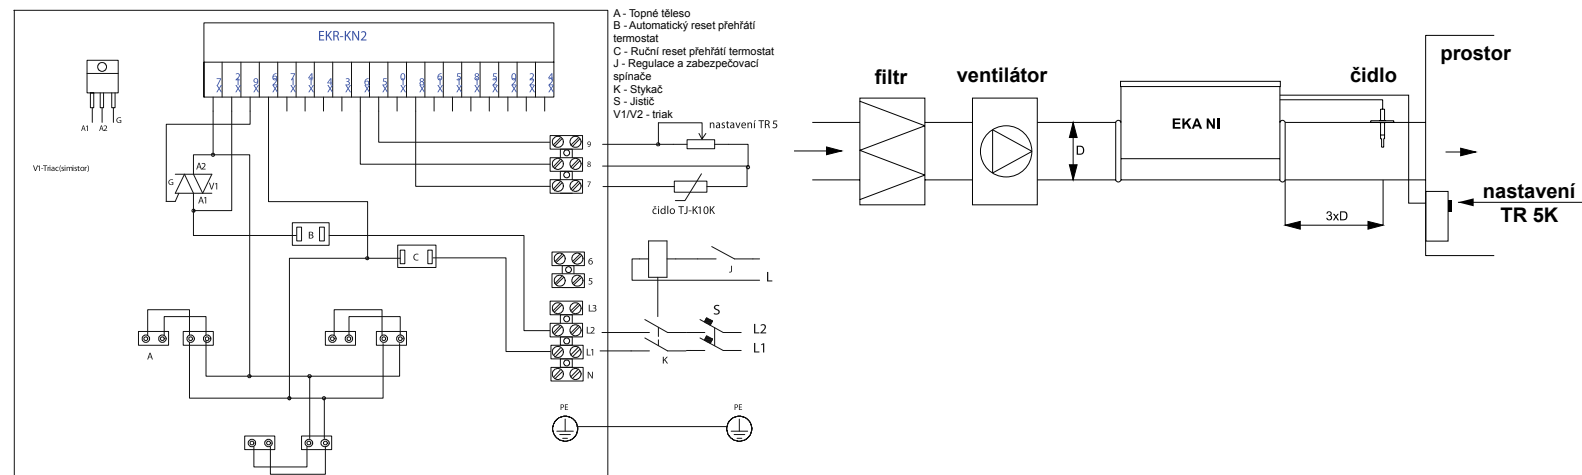 EKR-KN2
A - Topné těleso
B - Automatický reset přehřátí
termostat
C - Ruční reset přehřátí termostat
J - Regulace a zabezpečovací
spínače
K - Stykač
S - Jistič
V1/V2 - triak
A1 A2 G
V1-Triac(simistor)
A2
G
V1
A1
B
C
A
9
8
7
6
5
L3
L2
L1
N
PE
PE
nastavení TR 5
čidlo TJ-K10K
J
L
S
L2
L1
K
filtr
ventilátor
EKA NI
čidlo
prostor
D
3xD
nastavení
TR 5K